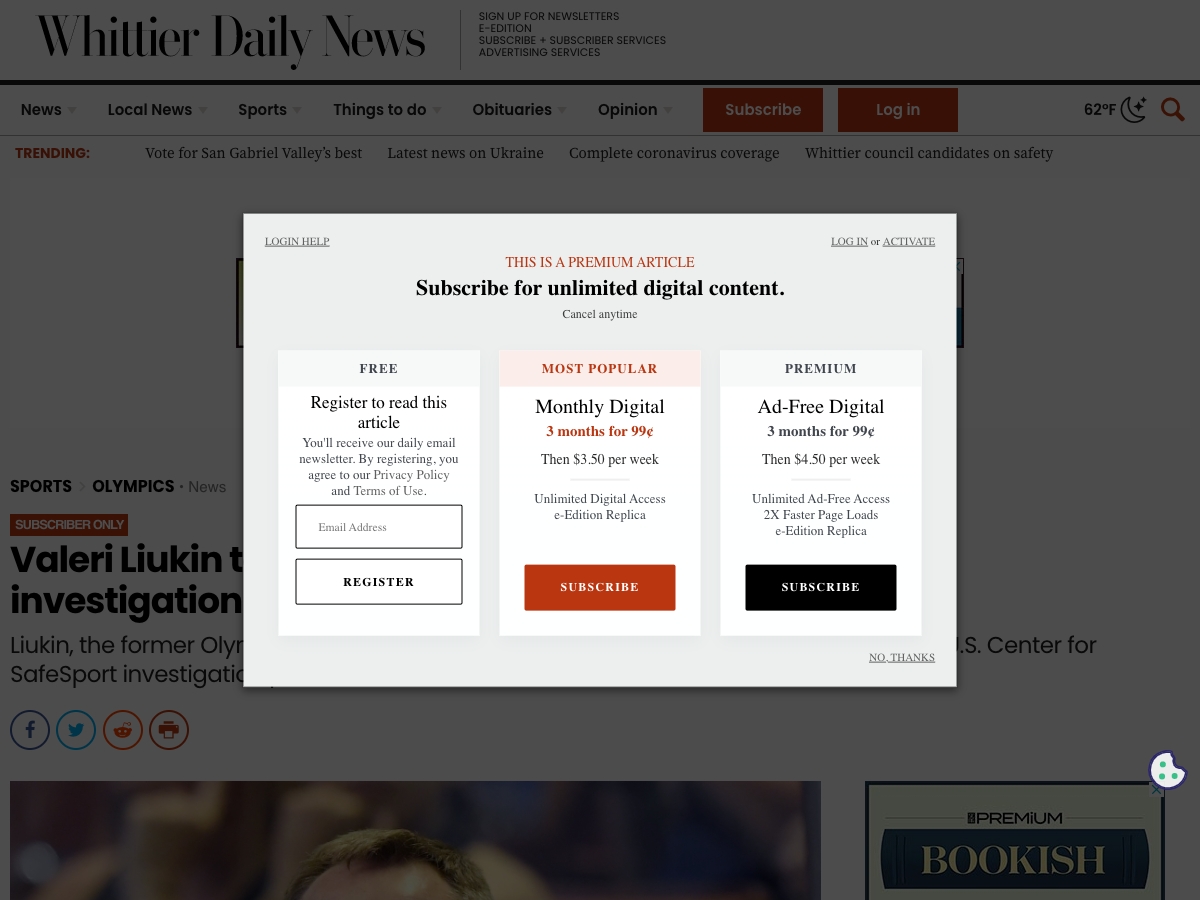 Whittier Daily News
SIGN UP FOR NEWSLETTERS
E-EDITION
SUBSCRIBE + SUBSCRIBER SERVICES
ADVERTISING SERVICES
News
Local News
Sports
Things to do
Obituaries
Opinion
Subscribe
Log in
62°F
TRENDING:
Vote for San Gabriel Valley's best
Latest news on Ukraine
Complete coronavirus coverage
Whittier council candidates on safety
LOGIN HELP
LOG IN or ACTIVATE
THIS IS A PREMIUM ARTICLE
Subscribe for unlimited digital content.
Cancel anytime
FREE
Register to read this
article
You'll receive our daily email
newsletter. By registering, you
agree to our Privacy Policy
and Terms of Use.
Email Address
REGISTER
MOST POPULAR
Monthly Digital
3 months for 99¢
Then $3.50 per week
Unlimited Digital Access
e-Edition Replica
SUBSCRIBE
PREMIUM
Ad-Free Digital
3 months for 99¢
Then $4.50 per week
Unlimited Ad-Free Access
2X Faster Page Loads
e-Edition Replica
SUBSCRIBE
NO, THANKS
SPORTS
OLYMPICS • News
SUBSCRIBER ONLY
Valeri Liukin
investigation
Liukin, the former
U.S. Center for
SafeSport
PREMiUM
BOOKISH